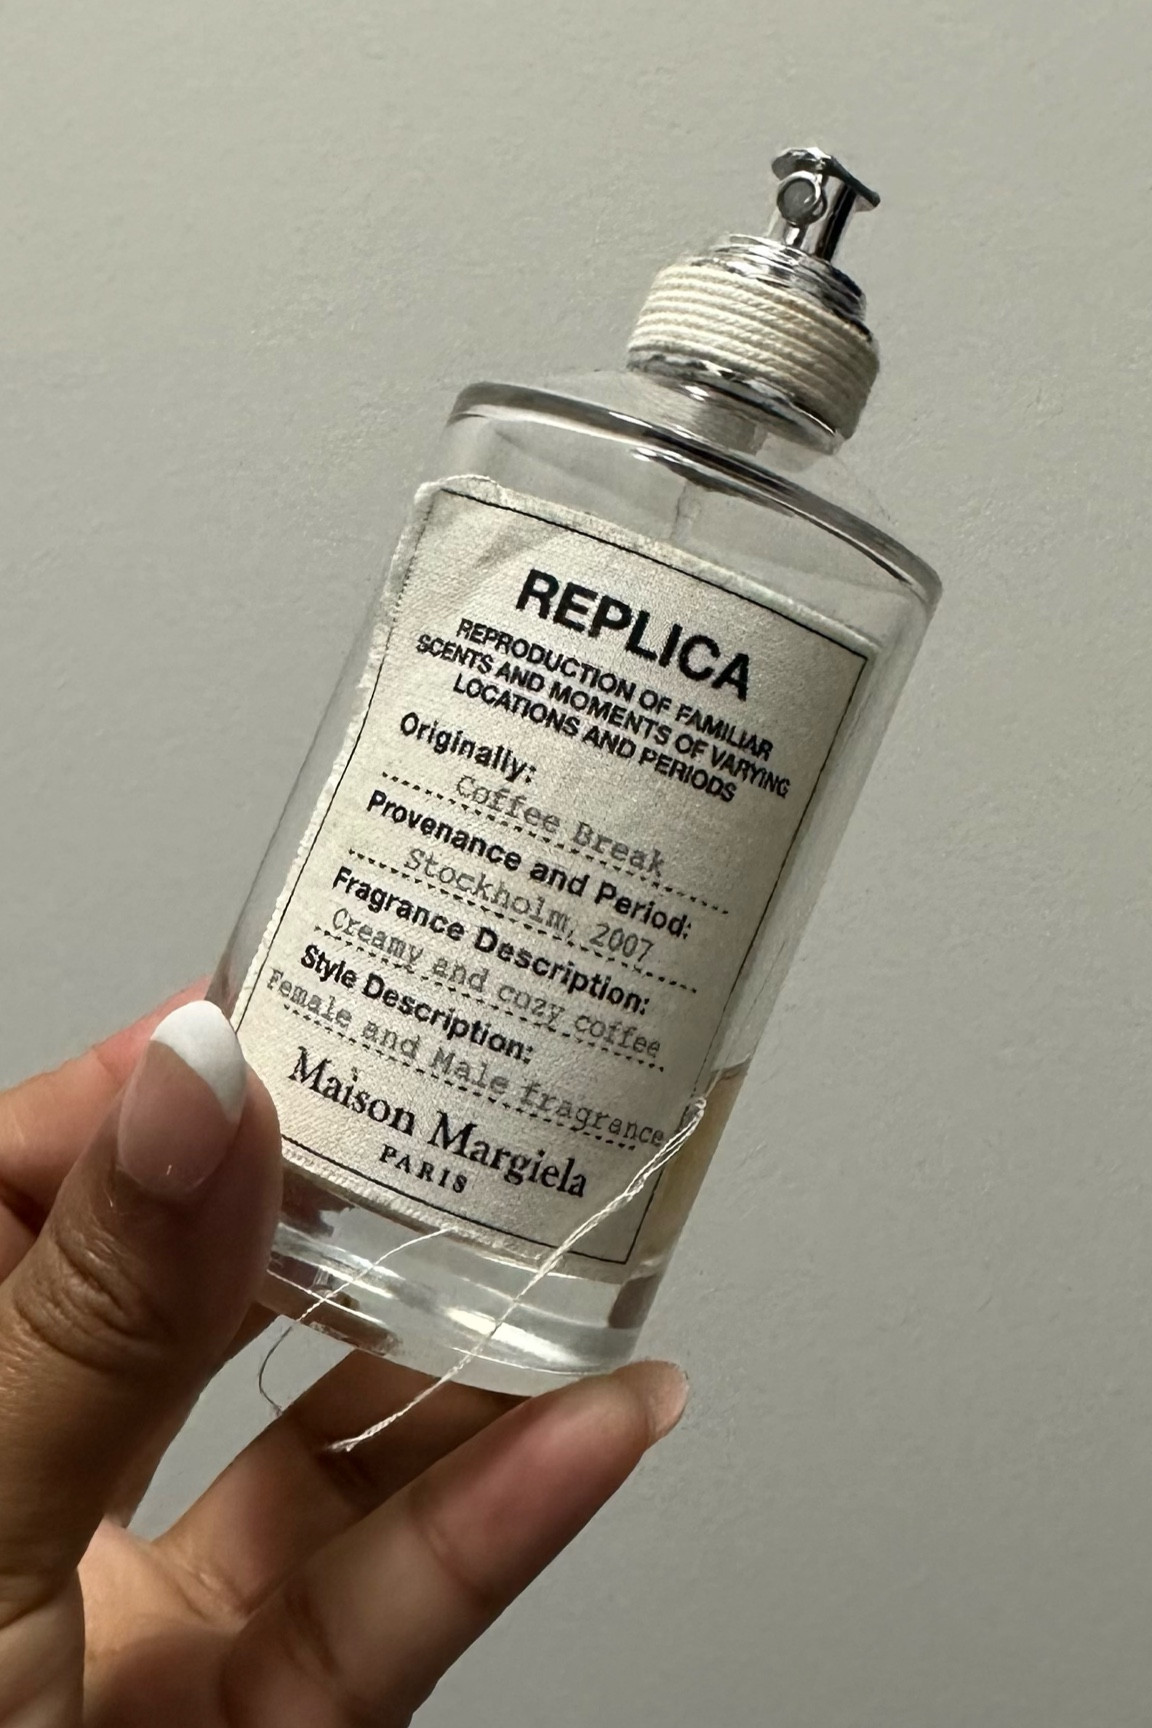 REPLICA
REPRODUCTION OF FAMILIAR
SCENTS AND MOMENTS OF VARYING
LOCATIONS AND PERIODS
Originally:
Coffee Break
Provenance and Period:
Stockholm, 2007
Fragrance Description:
Creamy and cozy coffee
Style Description:
Female and Male fragrance
Maison Margiela
PARIS